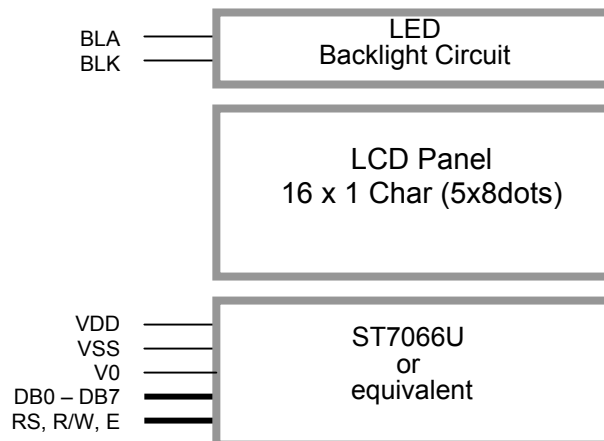 BLA
BLK
LED
Backlight Circuit
LCD Panel
16 x 1 Char (5x8dots)
VDD
VSS
V0
DB0 – DB7
RS, R/W, E
ST7066U
or
equivalent